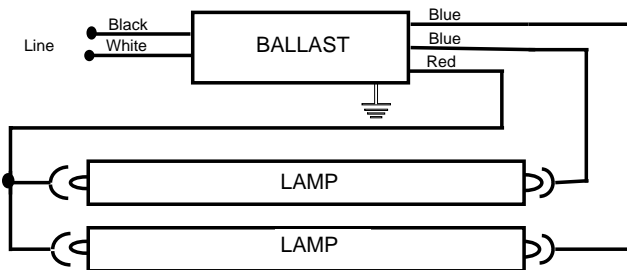 Black
Blue
Line
White
BALLAST
Blue
Red
LAMP
LAMP